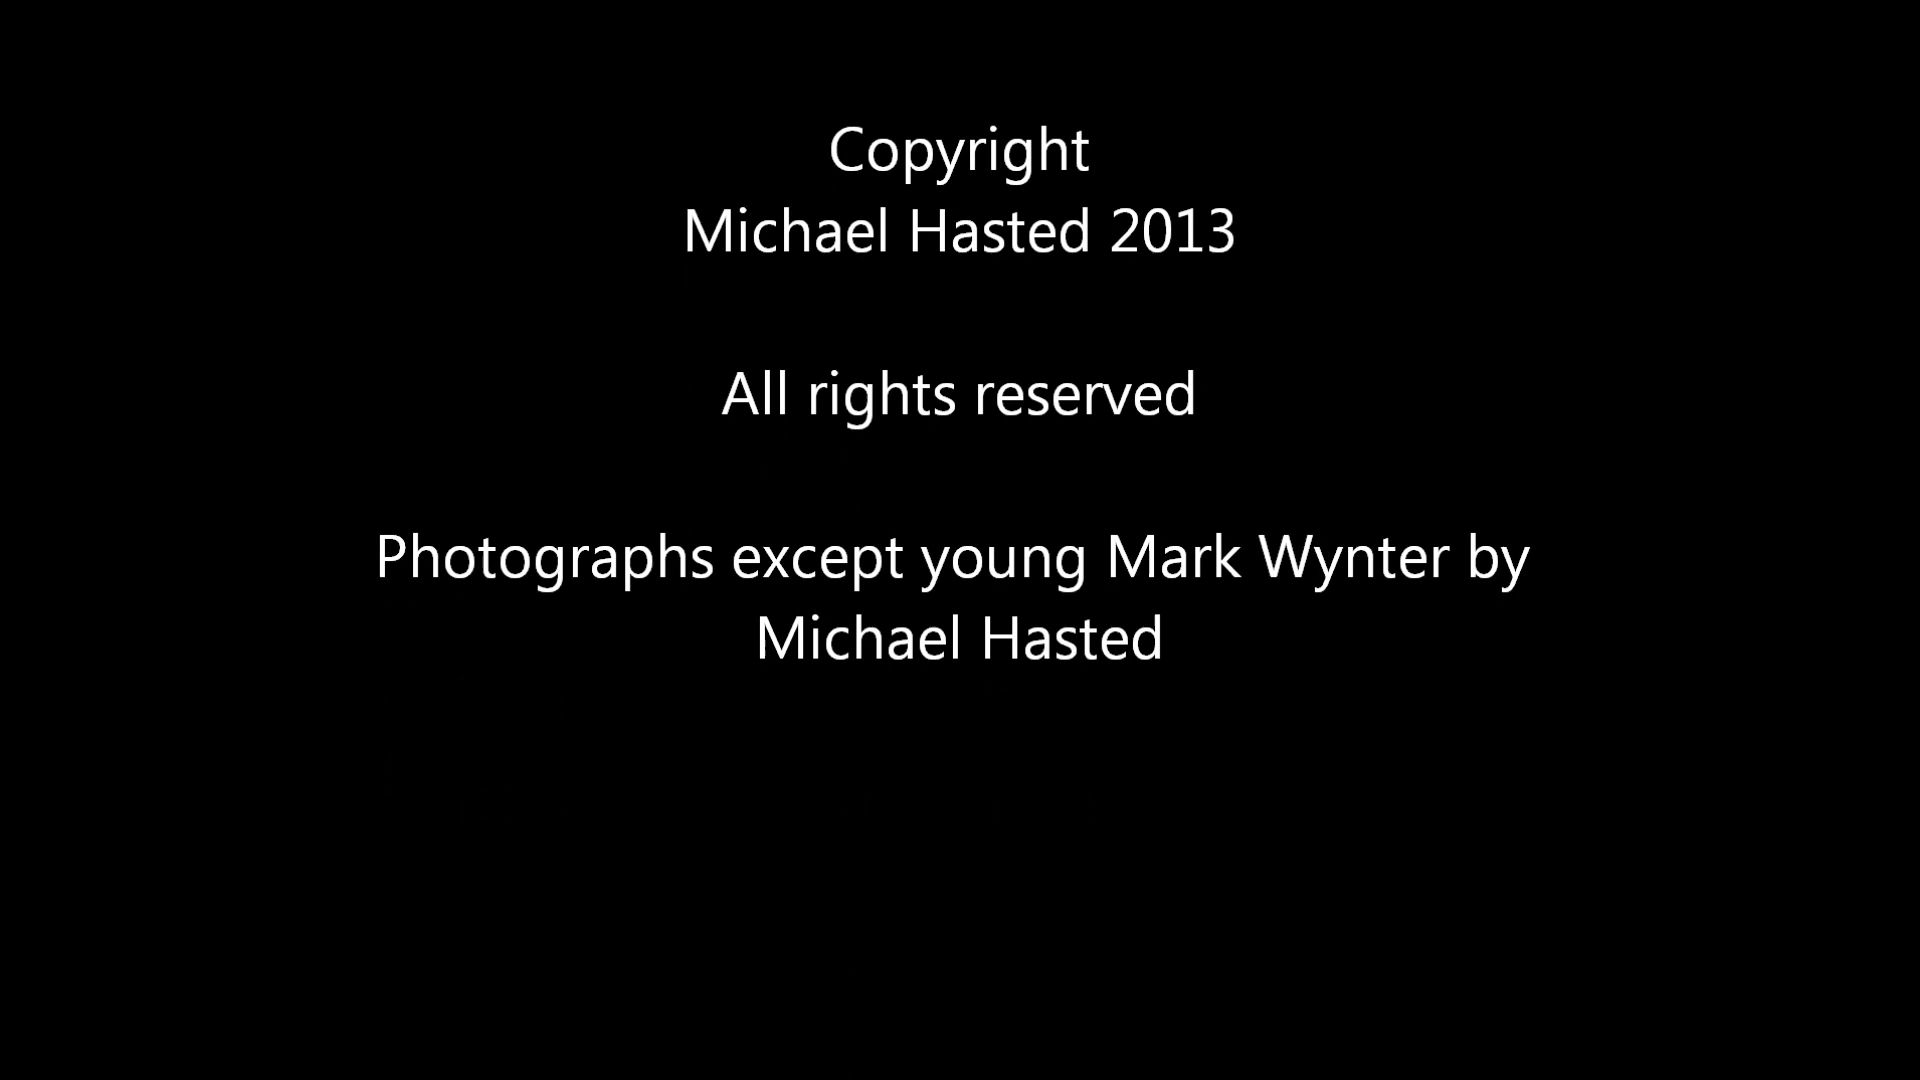 Copyright
Michael Hasted 2013
All rights reserved
Photographs except young Mark Wynter by
Michael Hasted